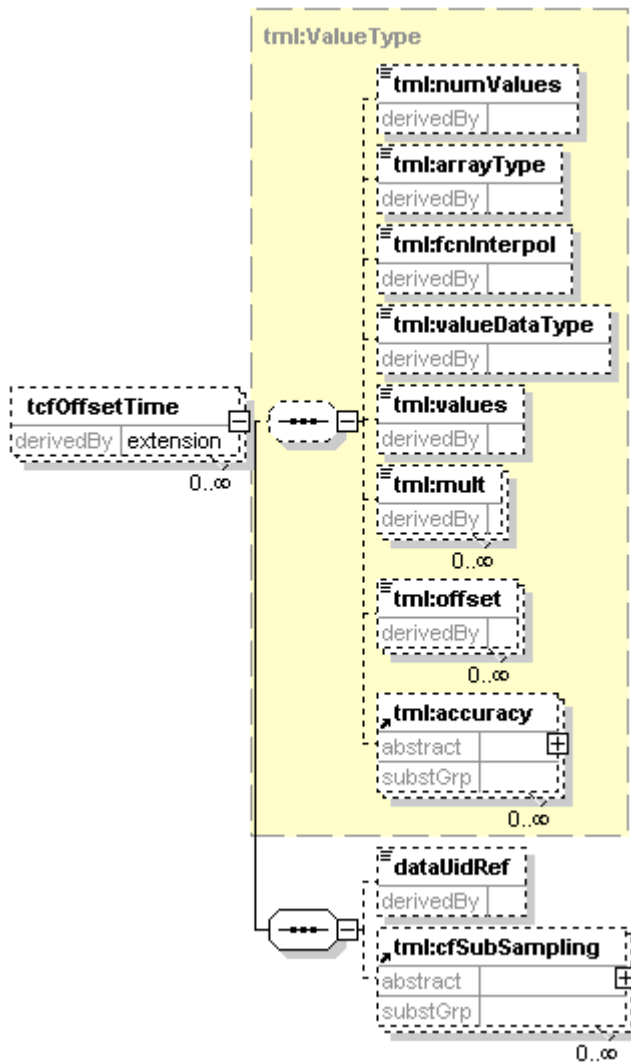 tml:ValueType
tml:numValues
derivedBy
tml:arrayType
derivedBy
tml:fcnInterpol
derivedBy
tml:valueDataType
derivedBy
tcfOffsetTime
derivedBy extension
0..∞
tml:values
derivedBy
tml:mult
derivedBy
0..∞
tml:offset
derivedBy
0..∞
tml:accuracy
abstract
substGrp
0..∞
dataUidRef
derivedBy
tml:cfSubSampling
abstract
substGrp
0..∞